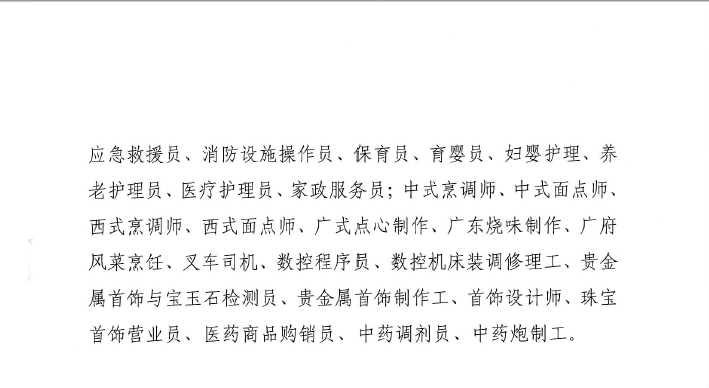 应急救援员、消防设施操作员、保育员、育婴员、妇婴护理、养
老护理员、医疗护理员、家政服务员；中式烹调师、中式面点师、
西式烹调师、西式面点师、广式点心制作、广东烧味制作、广府
风菜烹饪、叉车司机、数控程序员、数控机床装调修理工、贵金
属首饰与宝玉石检测员、贵金属首饰制作工、首饰设计师、珠宝
首饰营业员、医药商品购销员、中药调剂员、中药炮制工。